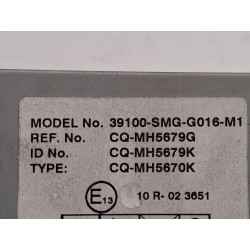 MODEL No. 39100-SMG-G016-M1
REF. No. CQ-MH5679G
ID No. CQ-MH5679K
TYPE: CQ-MH5670K
E13 10 R- 02 3651